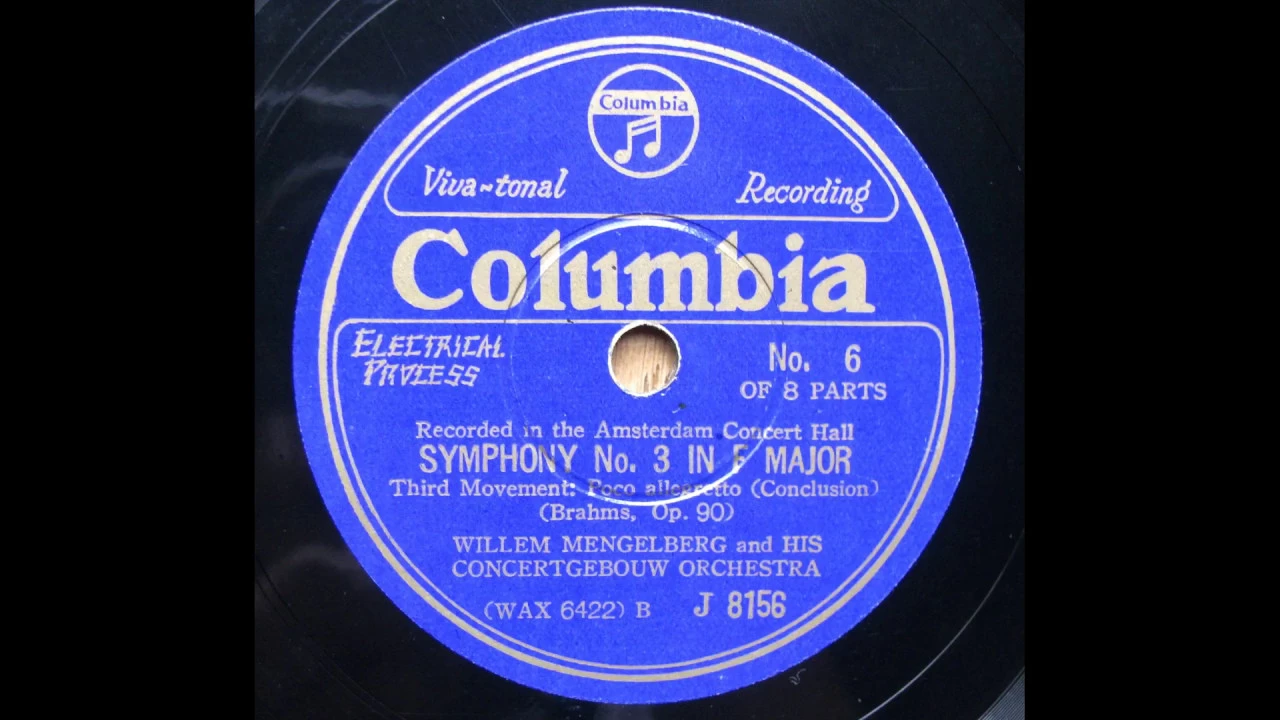 Columbia
Viva-tonal Recording
Columbia
ELECTRICAL
PROCESS
No. 6
OF 8 PARTS
Recorded in the Amsterdam Concert Hall
SYMPHONY No. 3 IN F MAJOR
Third Movement: Poco allegretto (Conclusion)
(Brahms, Op. 90)
WILLEM MENGELBERG and HIS
CONCERTGEBOUW ORCHESTRA
(WAX 6422) B J 8156